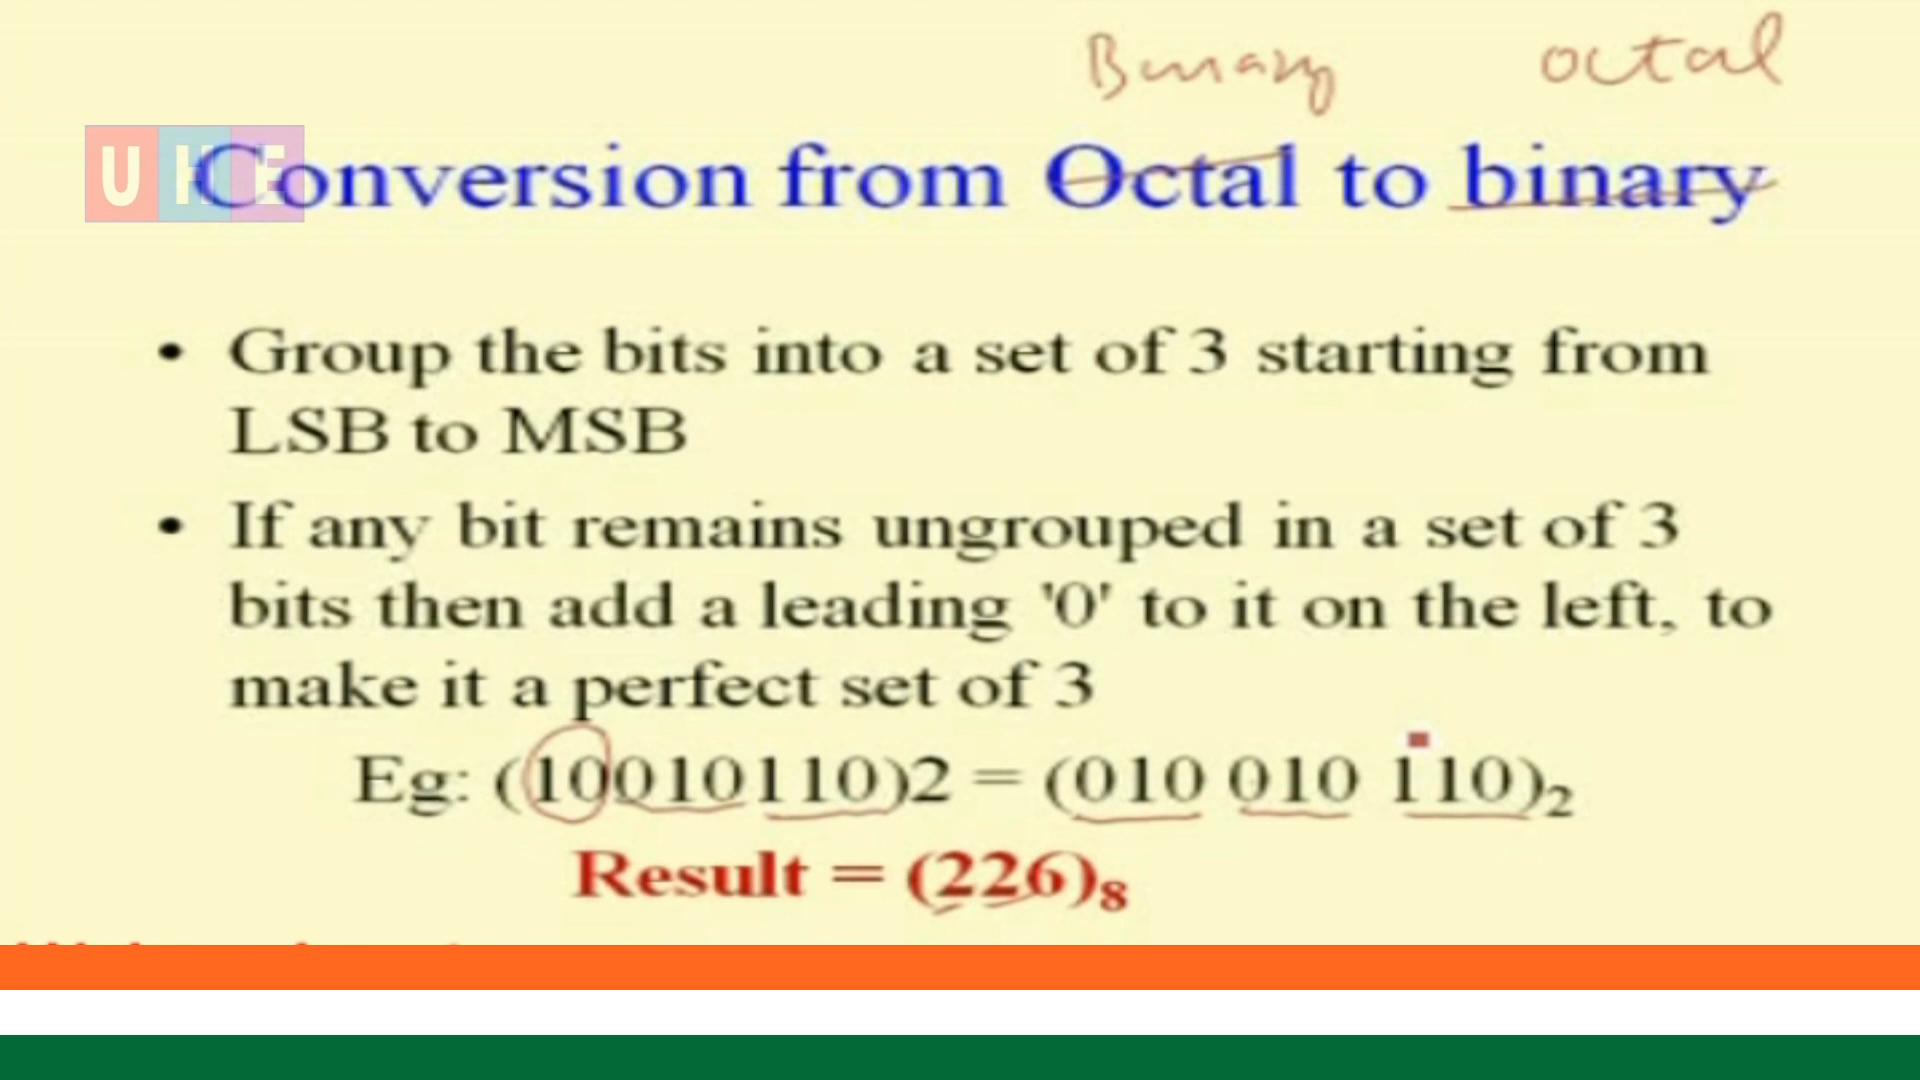 Binary octal
UHE
Conversion from Octal to binary
• Group the bits into a set of 3 starting from
LSB to MSB
• If any bit remains ungrouped in a set of 3
bits then add a leading '0' to it on the left, to
make it a perfect set of 3
Eg: (10010110)2 = (010 010 110)₂
Result = (226)₈